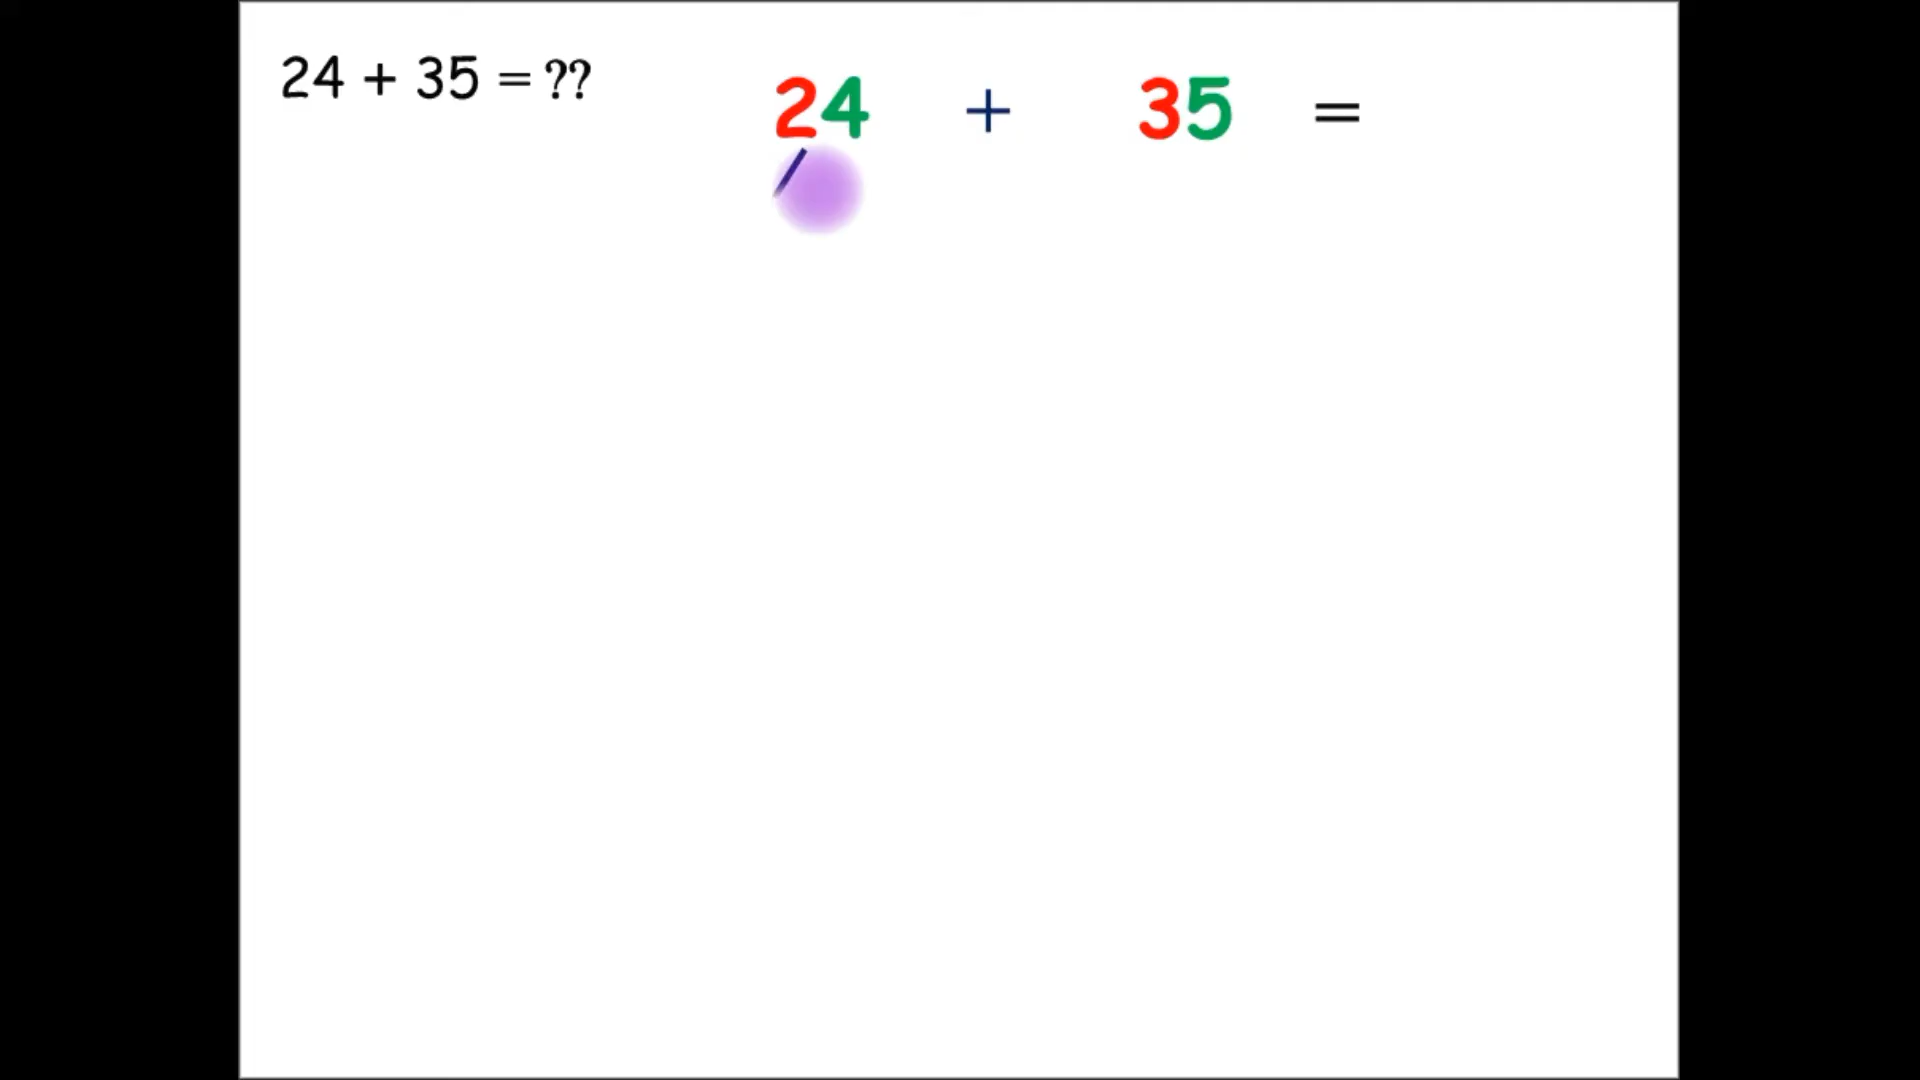 24 + 35 = ??
24 + 35 =